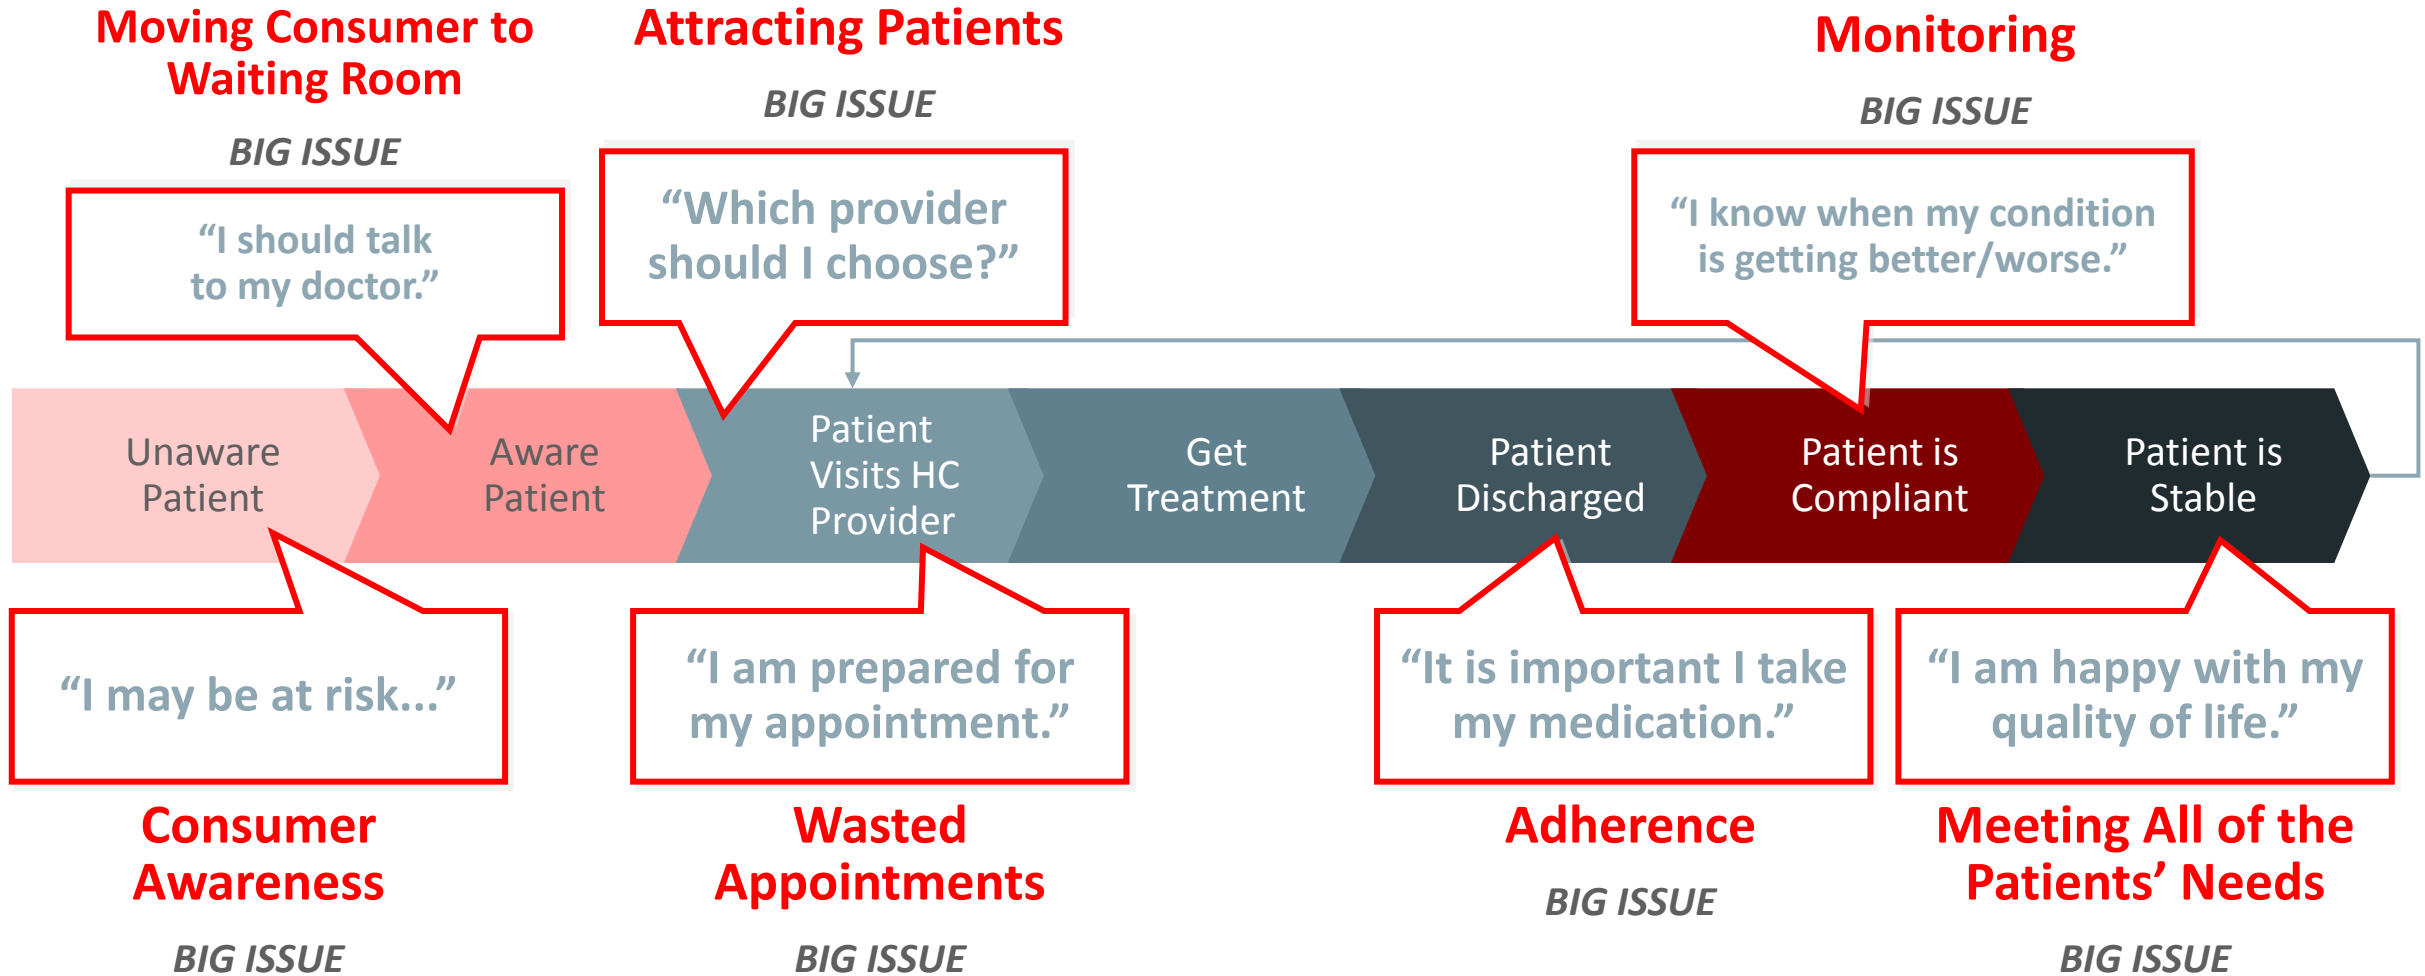 Moving Consumer to
Waiting Room
BIG ISSUE
“I should talk
to my doctor.”
Attracting Patients
BIG ISSUE
“Which provider
should I choose?”
Monitoring
BIG ISSUE
“I know when my condition
is getting better/worse.”
Unaware
Patient
Aware
Patient
Patient
Visits HC
Provider
Get
Treatment
Patient
Discharged
Patient is
Compliant
Patient is
Stable
“I may be at risk...”
Consumer
Awareness
BIG ISSUE
“I am prepared for
my appointment.”
Wasted
Appointments
BIG ISSUE
“It is important I take
my medication.”
Adherence
BIG ISSUE
“I am happy with my
quality of life.”
Meeting All of the
Patients’ Needs
BIG ISSUE